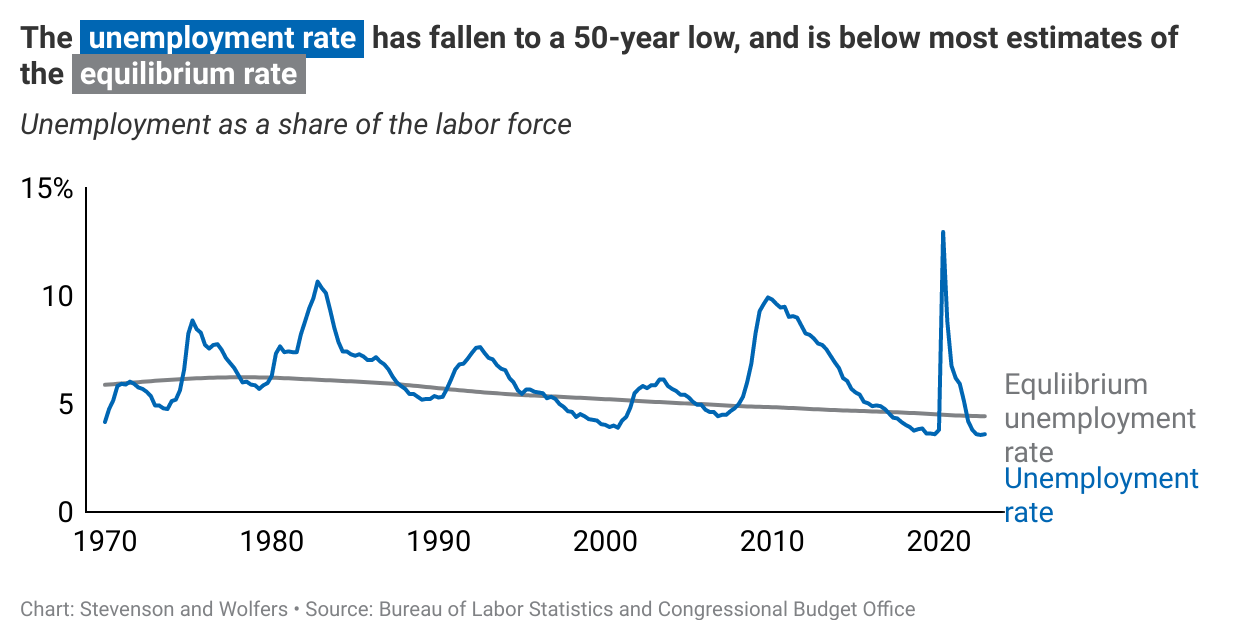 The unemployment rate has fallen to a 50-year low, and is below most estimates of
the equilibrium rate
Unemployment as a share of the labor force
15%
10
5
0
Equliibrium
unemployment
rate
Unemployment
rate
1970 1980 1990 2000 2010 2020
Chart: Stevenson and Wolfers • Source: Bureau of Labor Statistics and Congressional Budget Office